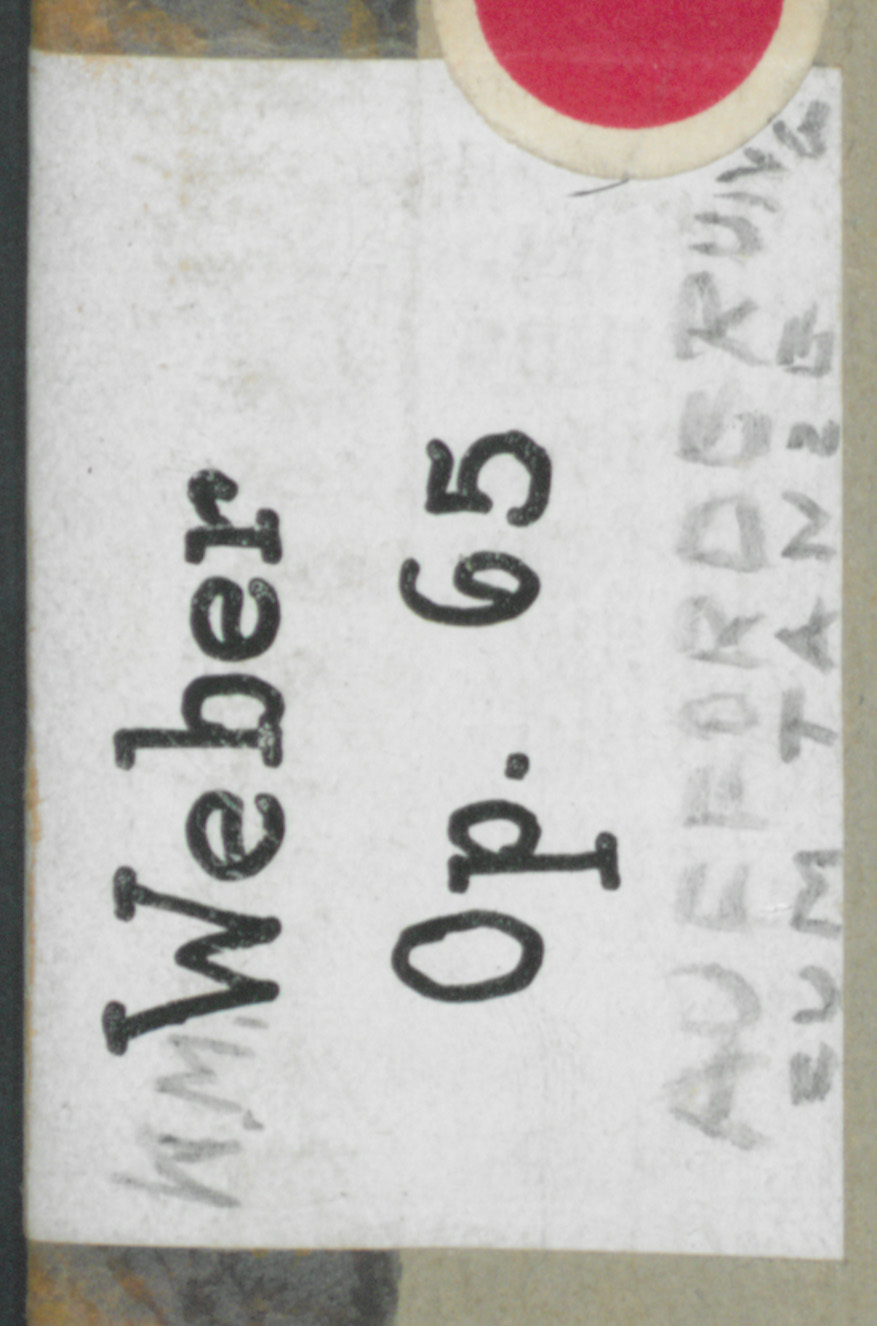 Weber
Op. 65
AUFFORDERUNG
ZUM TANZE